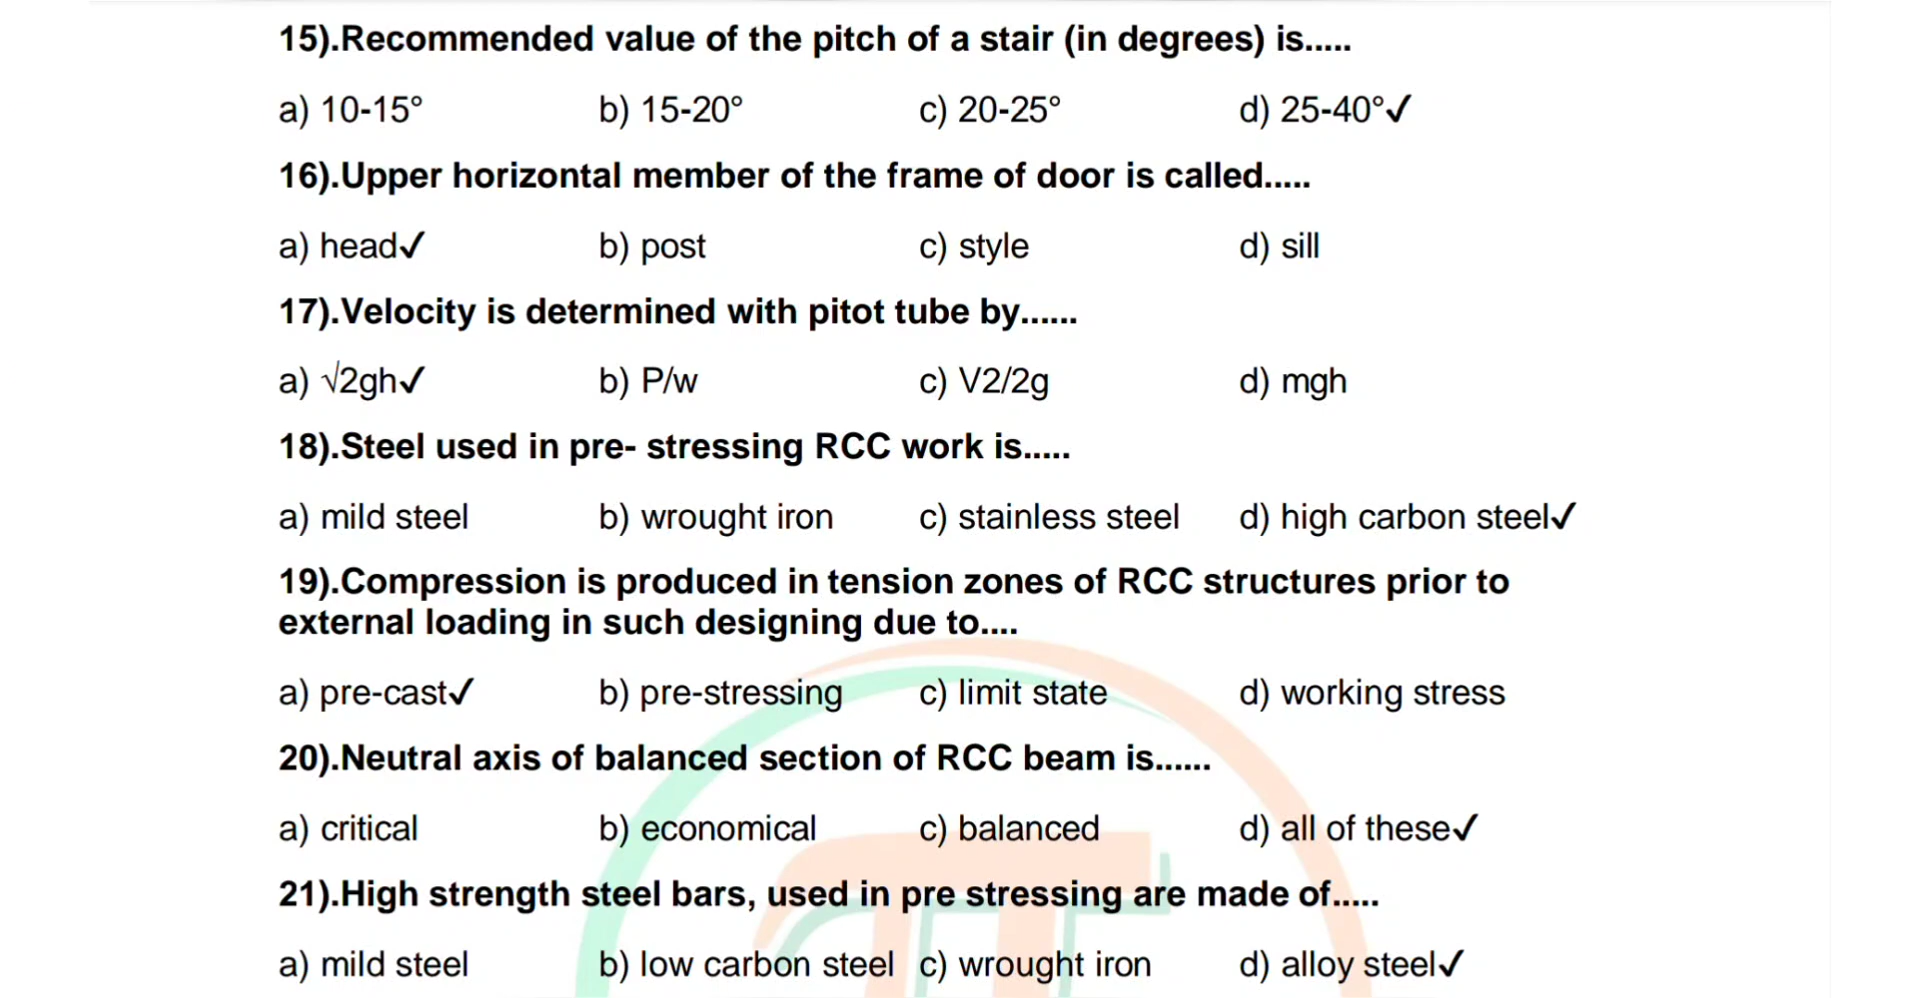 15).Recommended value of the pitch of a stair (in degrees) is.....
a) 10-15° b) 15-20° c) 20-25° d) 25-40°✓
16).Upper horizontal member of the frame of door is called.....
a) head✓ b) post c) style d) sill
17).Velocity is determined with pitot tube by......
a) √2gh✓ b) P/w c) V2/2g d) mgh
18).Steel used in pre- stressing RCC work is.....
a) mild steel b) wrought iron c) stainless steel d) high carbon steel✓
19).Compression is produced in tension zones of RCC structures prior to
external loading in such designing due to....
a) pre-cast✓ b) pre-stressing c) limit state d) working stress
20).Neutral axis of balanced section of RCC beam is......
a) critical b) economical c) balanced d) all of these✓
21).High strength steel bars, used in pre stressing are made of.....
a) mild steel b) low carbon steel c) wrought iron d) alloy steel✓